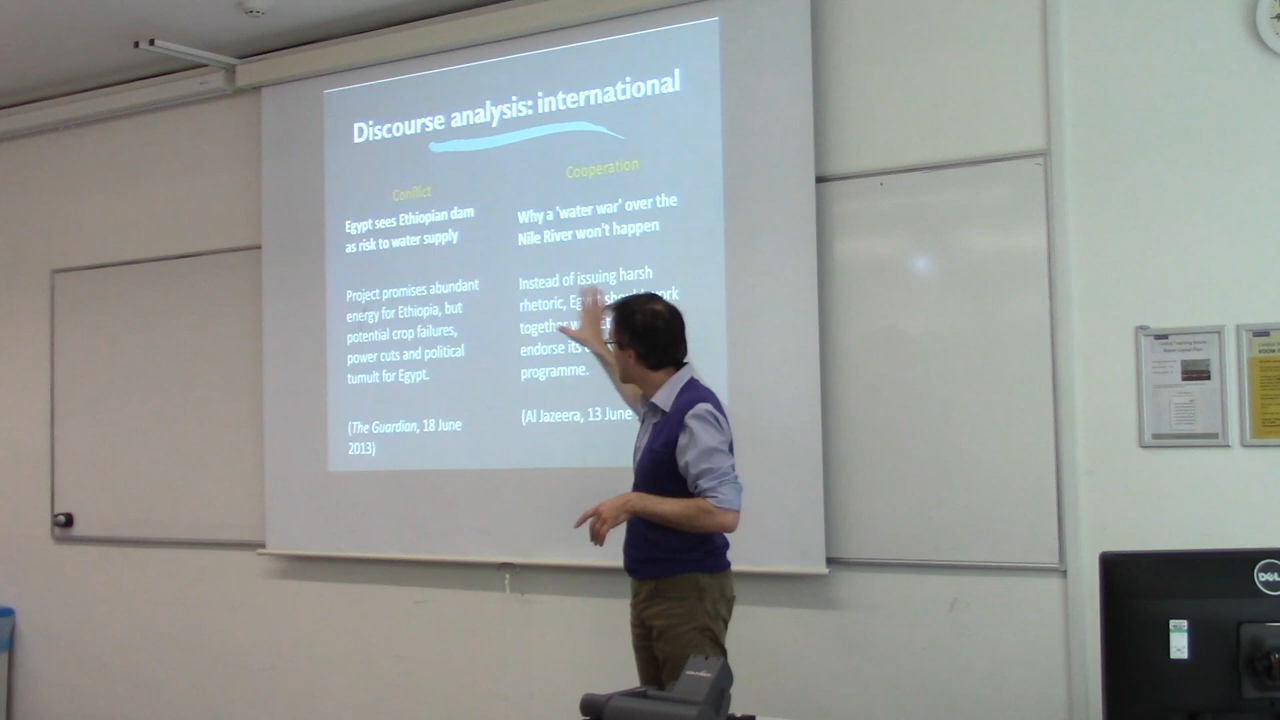 Discourse analysis: international
Conflict
Egypt sees Ethiopian dam
as risk to water supply
Project promises abundant
energy for Ethiopia, but
potential crop failures,
power cuts and political
tumult for Egypt.
(The Guardian, 18 June
2013)
Cooperation
Why a 'water war' over the
Nile River won't happen
Instead of issuing harsh
rhetoric, Egypt should work
together
endorse its
programme.
(Al Jazeera, 13 June
DELL